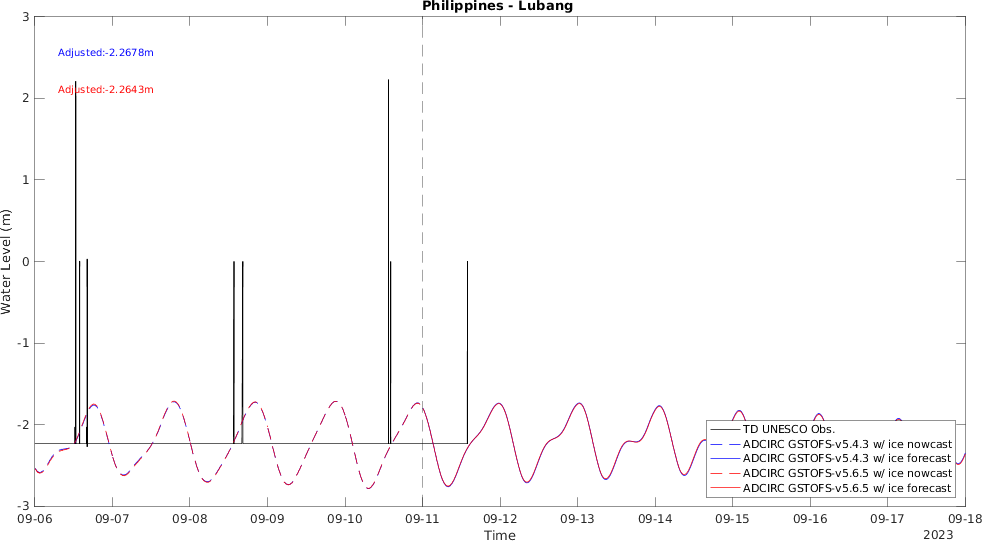 Philippines - Lubang
Adjusted:-2.2678m
Adjusted:-2.2643m
Water Level (m)
3
2
1
0
-1
-2
-3
TD UNESCO Obs.
ADCIRC GSTOFS-v5.4.3 w/ ice nowcast
ADCIRC GSTOFS-v5.4.3 w/ ice forecast
ADCIRC GSTOFS-v5.6.5 w/ ice nowcast
ADCIRC GSTOFS-v5.6.5 w/ ice forecast
09-06 09-07 09-08 09-09 09-10 09-11 09-12 09-13 09-14 09-15 09-16 09-17 09-18
Time
2023